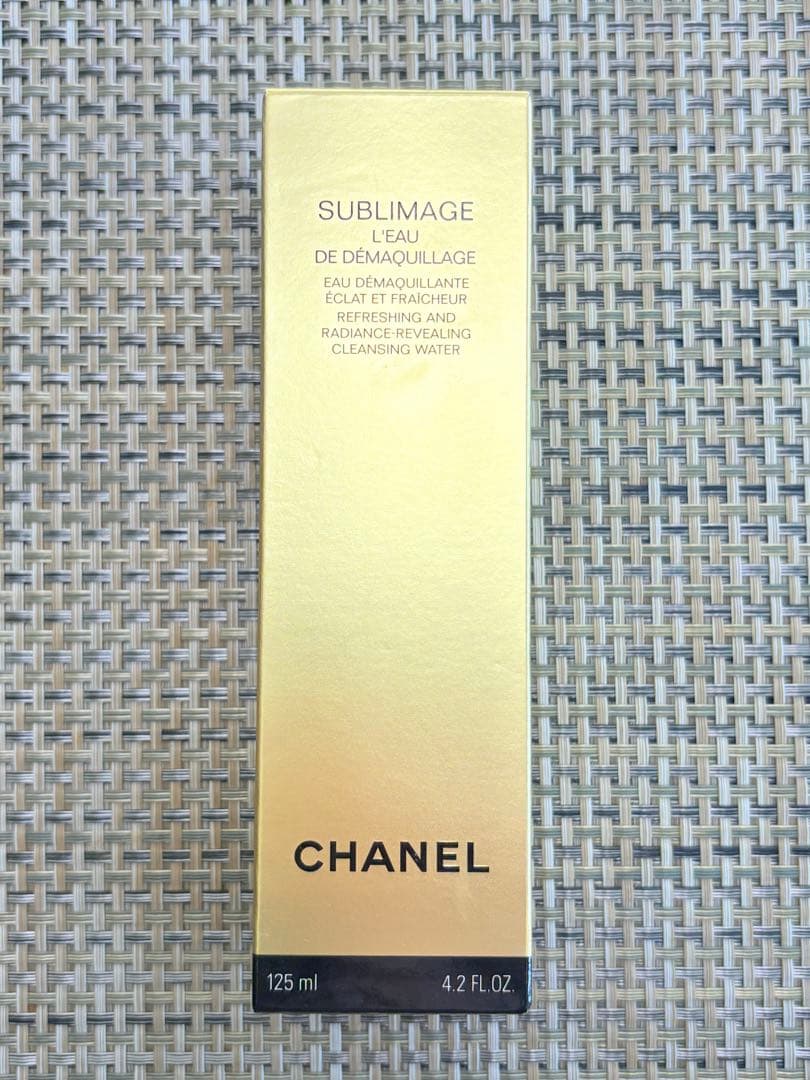 SUBLIMAGE
L'EAU
DE DÉMAQUILLAGE
EAU DÉMAQUILLANTE
ÉCLAT ET FRAÎCHEUR
REFRESHING AND
RADIANCE-REVEALING
CLEANSING WATER
CHANEL
125 ml 4.2 FL.OZ.